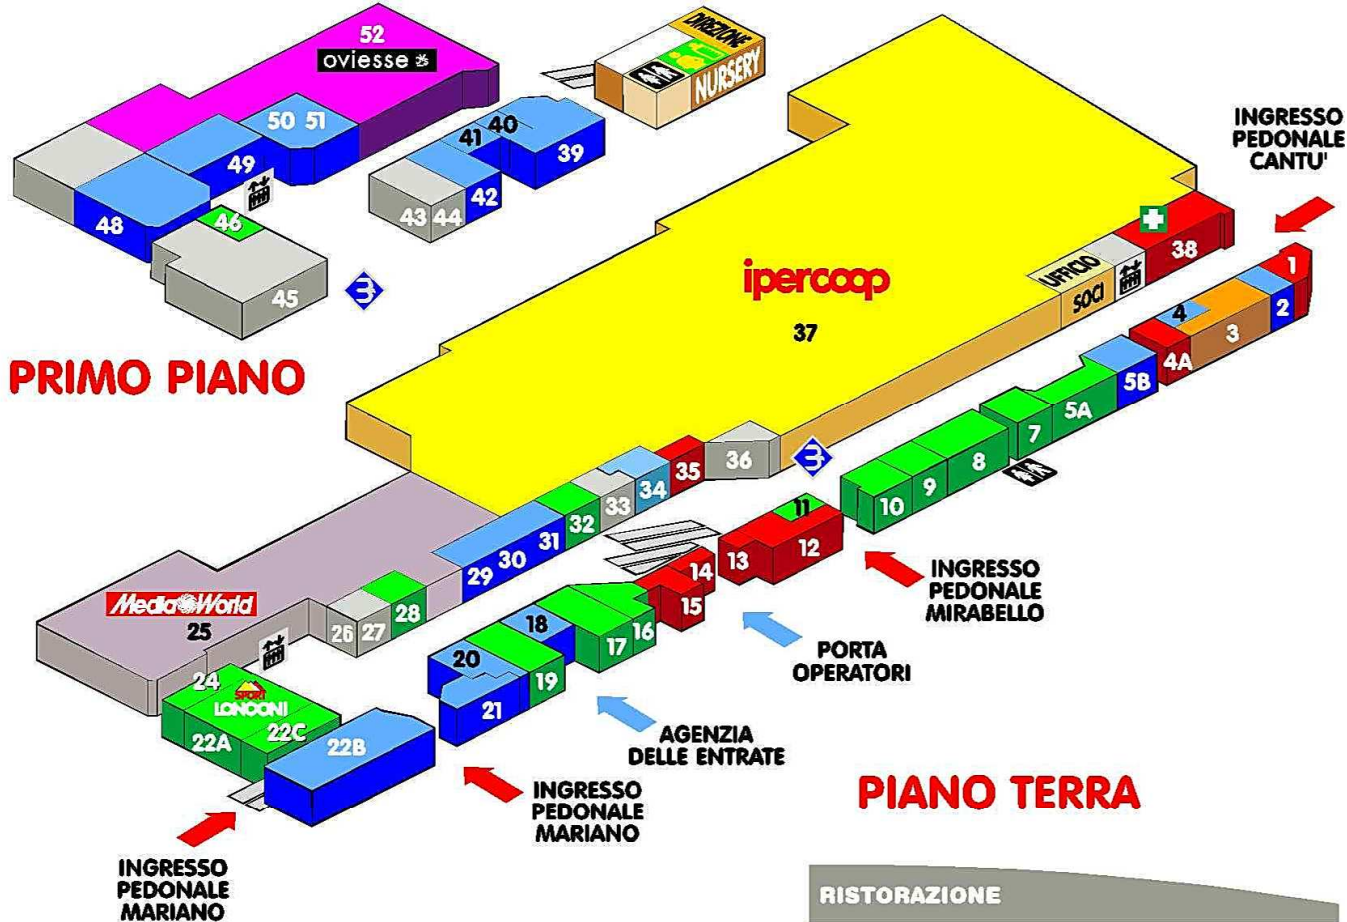 52
oviesse
50 51
49
48
46
45
3
41 40
39
42
43 44
DIREZIONE
NURSERY
PRIMO PIANO
INGRESSO
PEDONALE
CANTU'
ipercoop
37
UFFICIO
SOCI
38
1
2
3
4
4A
5B
5A
7
8
9
10
3
36
35
34
33
32
31
30
29
28
27
26
11
12
13
14
15
16
17
18
19
20
21
MediaWorld
25
24
SPORT
LONGONI
22A
22C
22B
INGRESSO
PEDONALE
MIRABELLO
PORTA
OPERATORI
AGENZIA
DELLE ENTRATE
INGRESSO
PEDONALE
MARIANO
INGRESSO
PEDONALE
MARIANO
PIANO TERRA
RISTORAZIONE